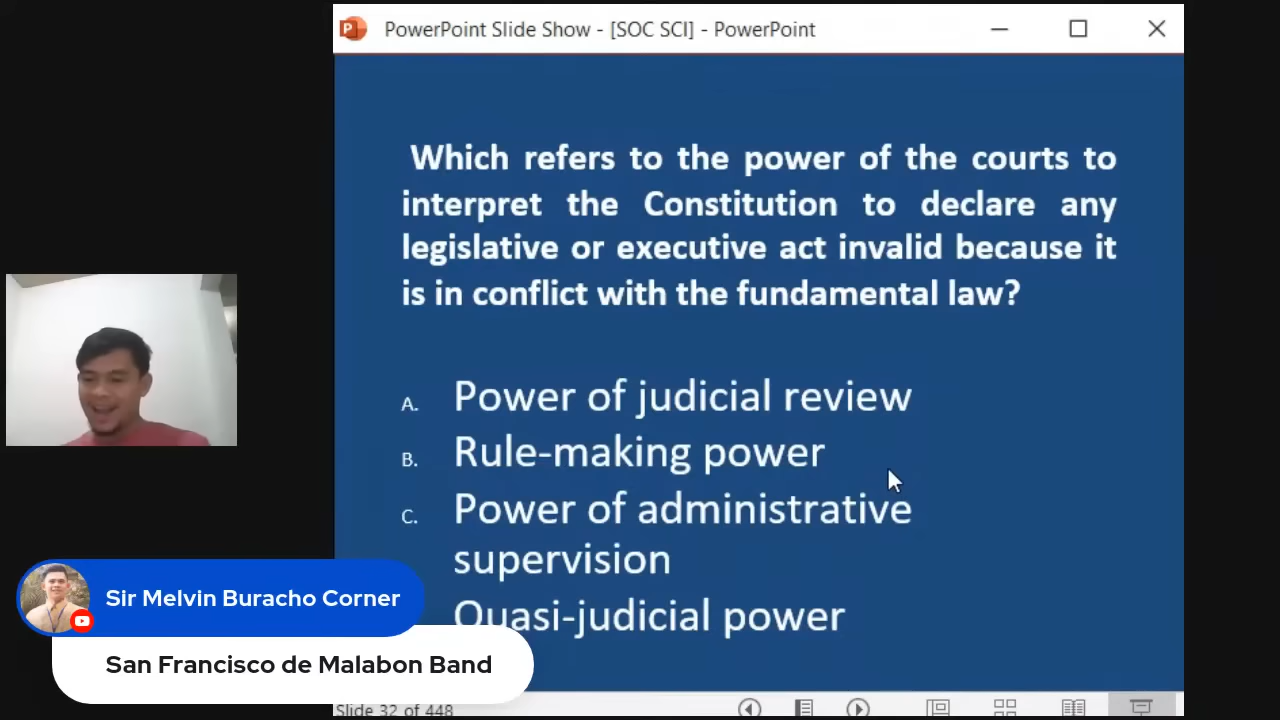 PowerPoint Slide Show - [SOC SCI] - PowerPoint
Which refers to the power of the courts to
interpret the Constitution to declare any
legislative or executive act invalid because it
is in conflict with the fundamental law?
A. Power of judicial review
B. Rule-making power
C. Power of administrative
supervision
Quasi-judicial power
Sir Melvin Buracho Corner
San Francisco de Malabon Band
Slide 32 of 448